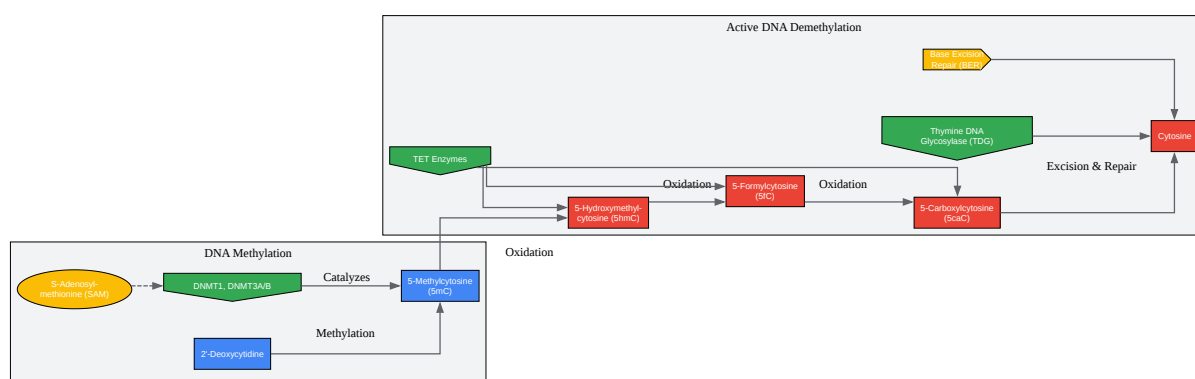 Active DNA Demethylation
Base Excision
Repair (BER)
Thymine DNA
Glycosylase (TDG)
Cytosine
TET Enzymes
Excision & Repair
Oxidation
5-Formylcytosine
(5fC)
Oxidation
5-Hydroxymethyl-
cytosine (5hmC)
5-Carboxylcytosine
(5caC)
DNA Methylation
Oxidation
S-Adenosyl-
methionine (SAM)
DNMT1, DNMT3A/B
Catalyzes
5-Methylcytosine
(5mC)
Methylation
2'-Deoxycytidine